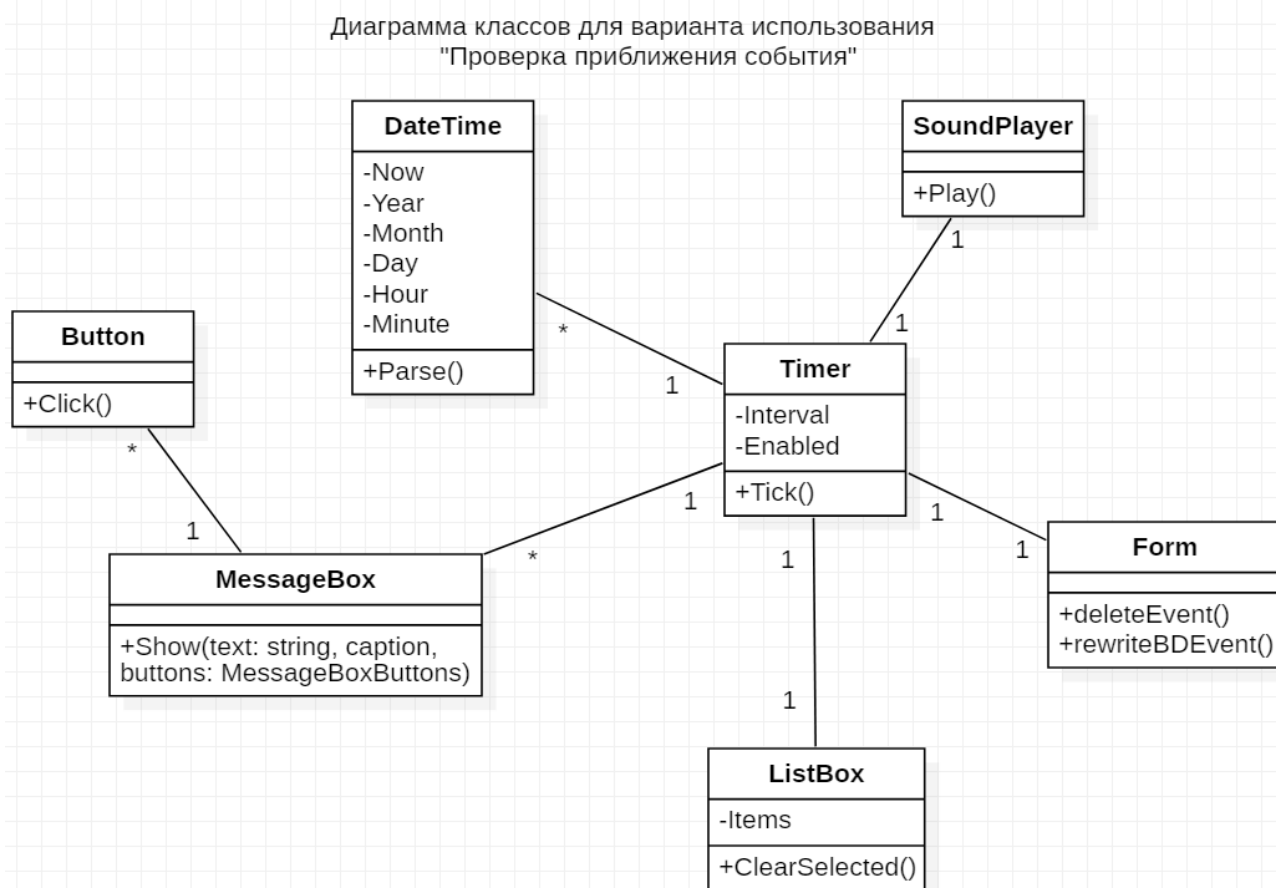 Диаграмма классов для варианта использования
"Проверка приближения события"
DateTime
-Now
-Year
-Month
-Day
-Hour
-Minute
+Parse()
SoundPlayer
+Play()
1
1
*
1
Button
+Click()
*
1
Timer
-Interval
-Enabled
+Tick()
1
*
1
1
MessageBox
+Show(text: string, caption,
buttons: MessageBoxButtons)
Form
+deleteEvent()
+rewriteBDEvent()
1
1
ListBox
-Items
+ClearSelected()